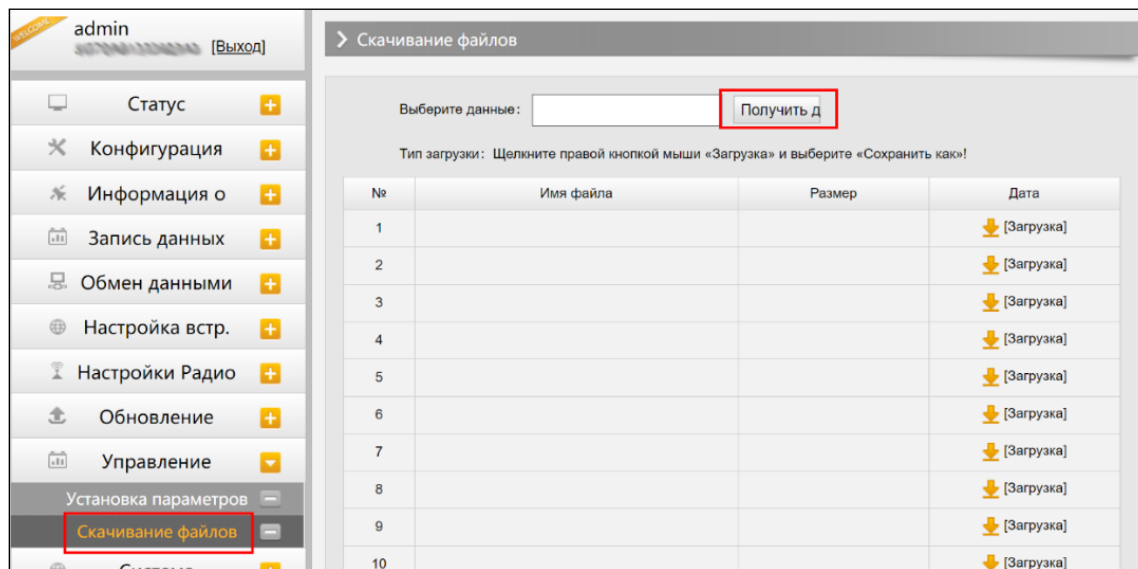 WELCOME
admin
[Выход]
Статус
Конфигурация
Информация о
Запись данных
Обмен данными
Настройка встр.
Настройки Радио
Обновление
Управление
Установка параметров
Скачивание файлов
Скачивание файлов
Выберите данные:
Получить д
Тип загрузки: Щелкните правой кнопкой мыши «Загрузка» и выберите «Сохранить как»!
№ Имя файла Размер Дата
1 [Загрузка]
2 [Загрузка]
3 [Загрузка]
4 [Загрузка]
5 [Загрузка]
6 [Загрузка]
7 [Загрузка]
8 [Загрузка]
9 [Загрузка]
10 [Загрузка]